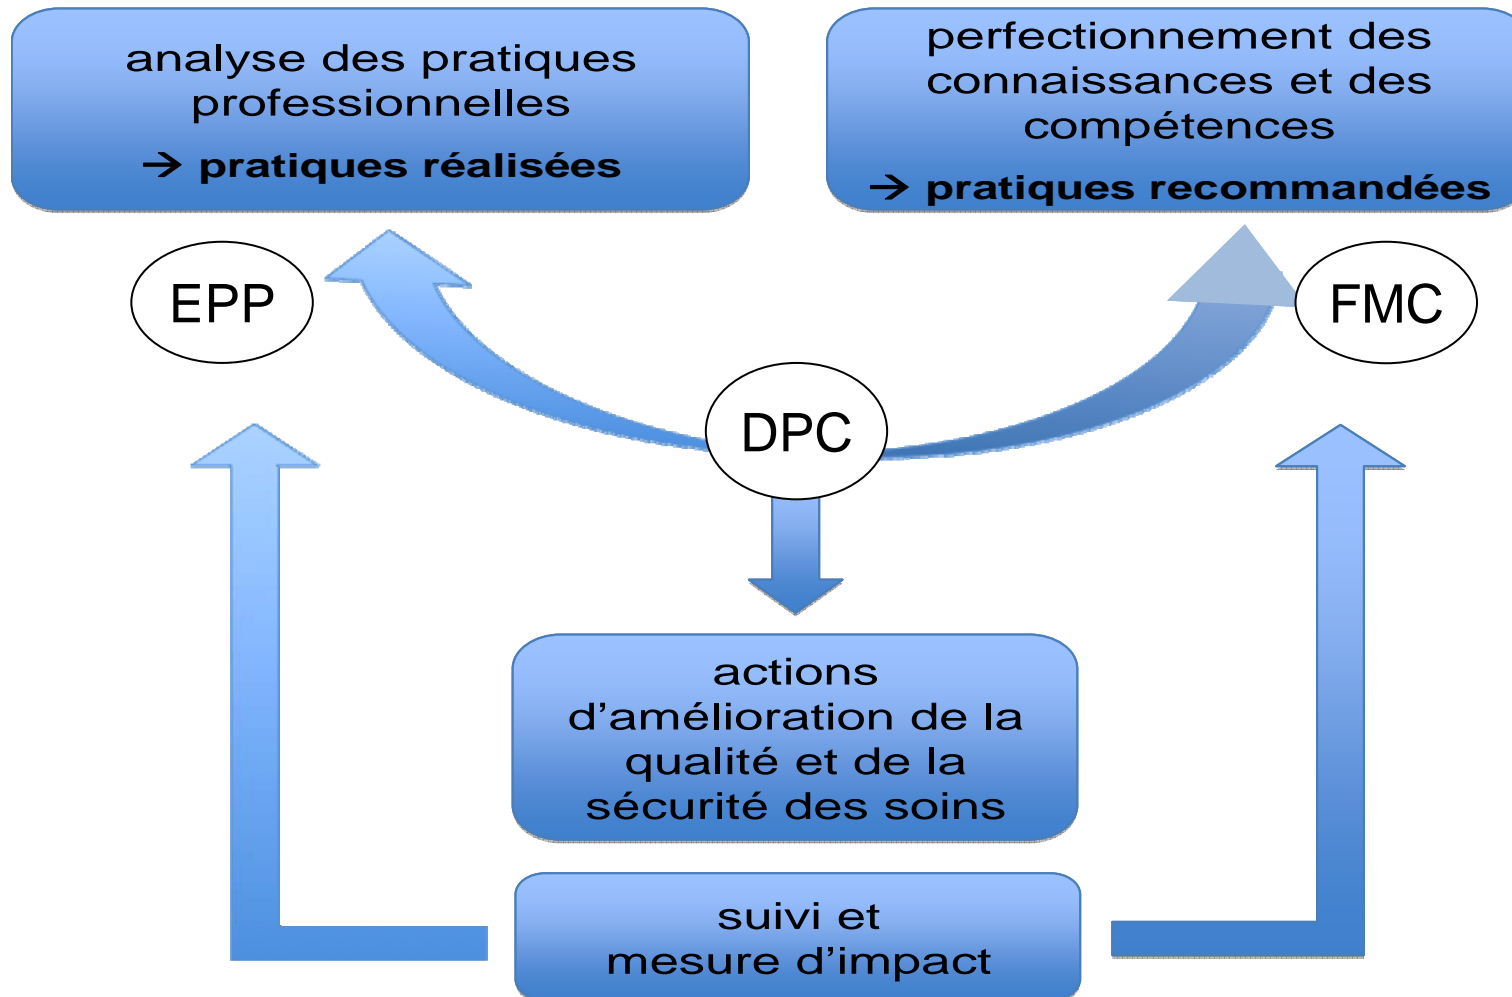 analyse des pratiques
professionnelles
→ pratiques réalisées
perfectionnement des
connaissances et des
compétences
→ pratiques recommandées
EPP
FMC
DPC
actions
d’amélioration de la
qualité et de la
sécurité des soins
suivi et
mesure d’impact